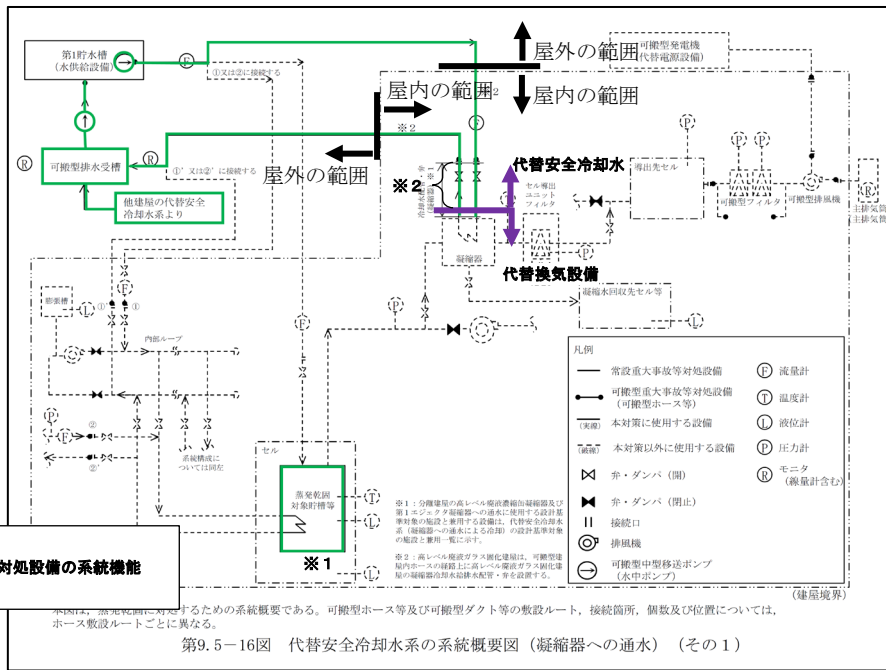 第1貯水槽
(水供給設備)
F
①又は②に接続する
屋外の範囲
屋内の範囲
可搬型発電機
(代替電源設備)
屋内の範囲
屋外の範囲
※2
※2
F
R
可搬型排水受槽
R
①’又は②’に接続する
他建屋の代替安全
冷却水系より
※2
代替安全冷却水
セル導出
ユニット
フィルタ
導出先セル
P
P
P
可搬型フィルタ
可搬型排風機
R
主排気筒
凝縮器
P
代替換気設備
凝縮水回収先セル等
L
P
F
F
F
膨張槽
L
①’
①
内部ループ
P
F
②
②’
系統構成に
ついては同左
セル
蒸発乾固
対象貯槽等
T
L
L
※1
※1:分離建屋の高レベル廃液濃縮缶凝縮器及び
第1エジェクタ凝縮器への通水に使用する設計基
準対象の施設と兼用する設備は、代替安全冷却水
系(凝縮器への通水による冷却)の設計基準対象
の施設と兼用一覧に示す。
※2:高レベル廃液ガラス固化建屋は、可搬型建
屋内ホースの経路上に高レベル廃液ガラス固化建
屋の凝縮器冷却水給排水配管・弁を設置する。
凡例
常設重大事故等対処設備
可搬型重大事故等対処設備
(可搬型ホース等)
(実線)
本対策に使用する設備
(破線)
本対策以外に使用する設備
弁・ダンパ(開)
弁・ダンパ(閉止)
接続口
排風機
可搬型中型移送ポンプ
(水中ポンプ)
F 流量計
T 温度計
L 液位計
P 圧力計
R モニタ
(線量計含む)
(建屋境界)
対処設備の系統機能
本図は、蒸発乾固に対処するための系統概要である。可搬型ホース等及び可搬型ダクト等の敷設ルート、接続箇所、個数及び位置については、
ホース敷設ルートごとに異なる。
第9.5-16図 代替安全冷却水系の系統概要図(凝縮器への通水)(その1)